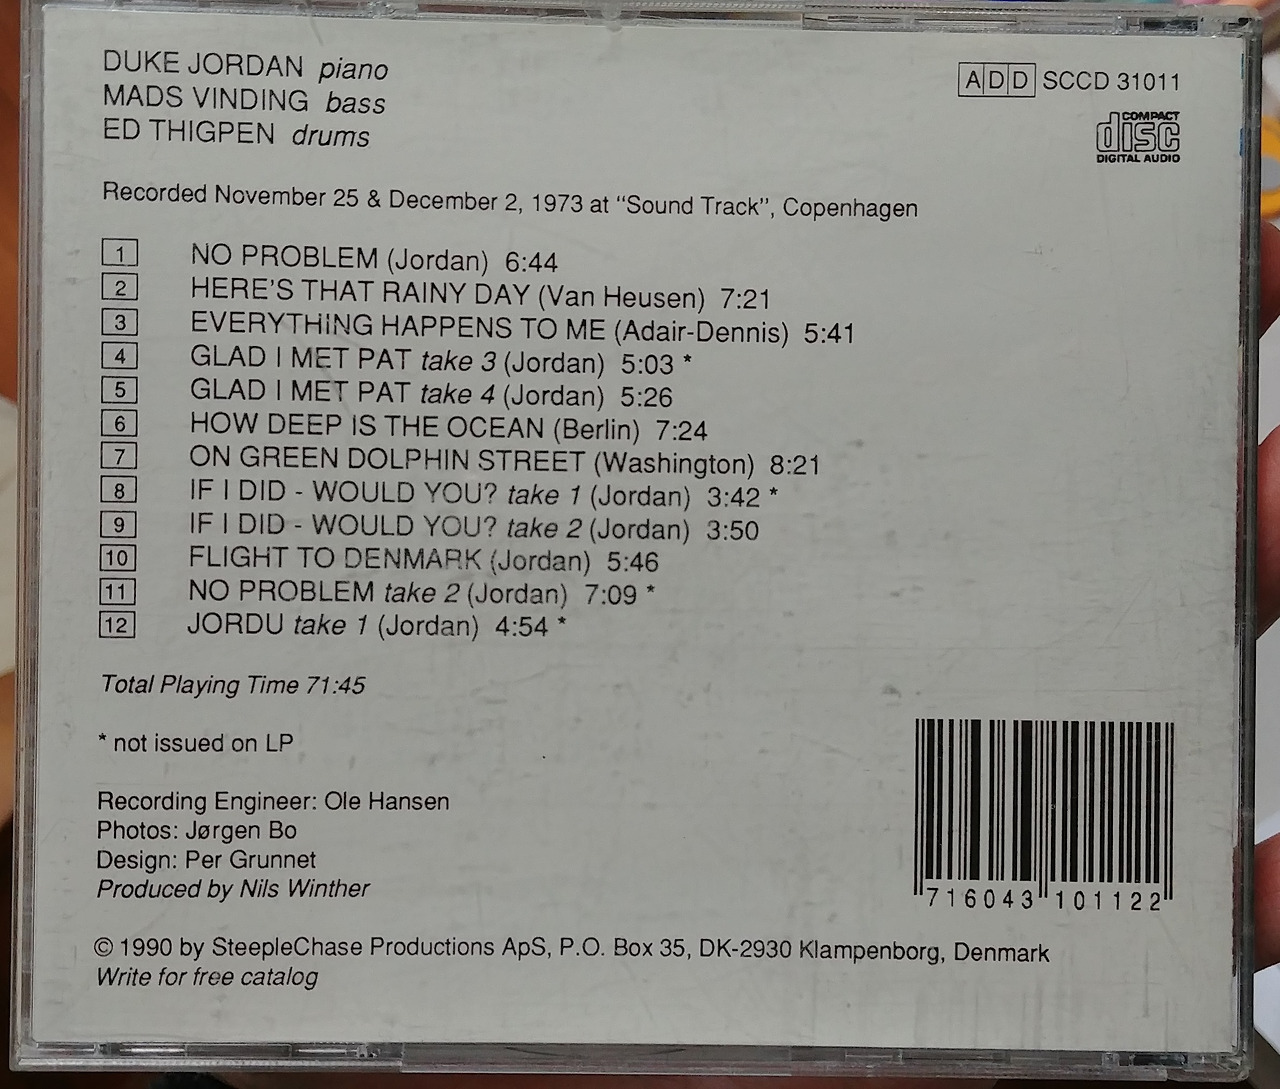 DUKE JORDAN piano
MADS VINDING bass
ED THIGPEN drums
ADD SCCD 31011
COMPACT
disc
DIGITAL AUDIO
Recorded November 25 & December 2, 1973 at “Sound Track”, Copenhagen
1 NO PROBLEM (Jordan) 6:44
2 HERE’S THAT RAINY DAY (Van Heusen) 7:21
3 EVERYTHING HAPPENS TO ME (Adair-Dennis) 5:41
4 GLAD I MET PAT take 3 (Jordan) 5:03 *
5 GLAD I MET PAT take 4 (Jordan) 5:26
6 HOW DEEP IS THE OCEAN (Berlin) 7:24
7 ON GREEN DOLPHIN STREET (Washington) 8:21
8 IF I DID - WOULD YOU? take 1 (Jordan) 3:42 *
9 IF I DID - WOULD YOU? take 2 (Jordan) 3:50
10 FLIGHT TO DENMARK (Jordan) 5:46
11 NO PROBLEM take 2 (Jordan) 7:09 *
12 JORDU take 1 (Jordan) 4:54 *
Total Playing Time 71:45
* not issued on LP
Recording Engineer: Ole Hansen
Photos: Jørgen Bo
Design: Per Grunnet
Produced by Nils Winther
716043 101122
© 1990 by SteepleChase Productions ApS, P.O. Box 35, DK-2930 Klampenborg, Denmark
Write for free catalog